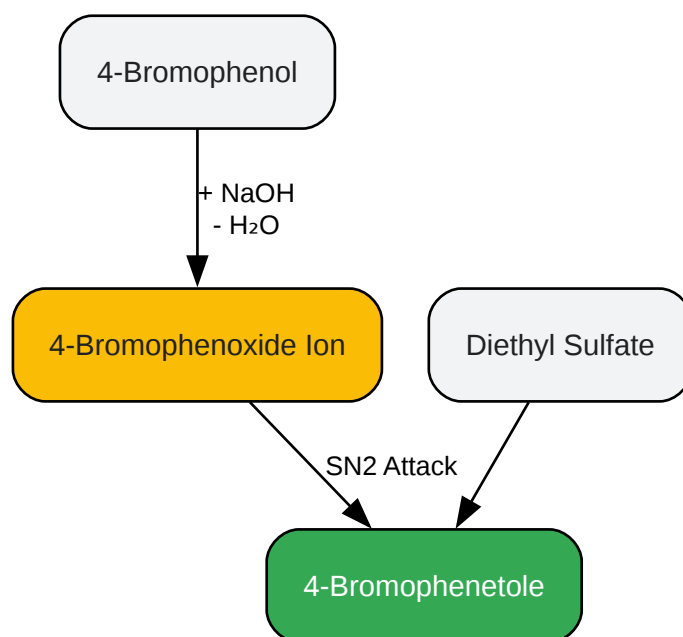 4-Bromophenol
+ NaOH
- H₂O
4-Bromophenoxide Ion
Diethyl Sulfate
SN2 Attack
4-Bromophenetole